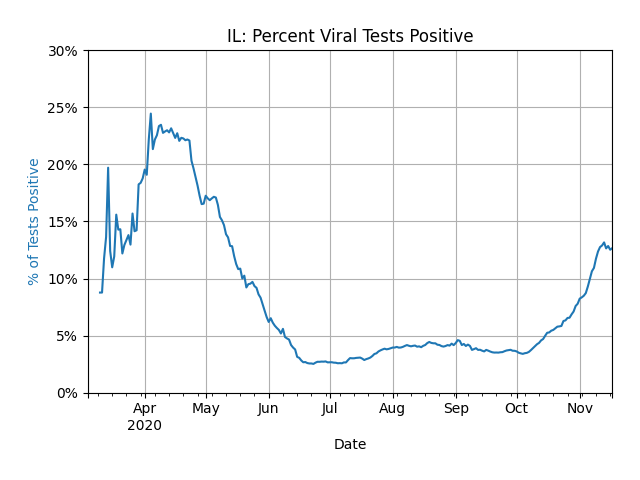 IL: Percent Viral Tests Positive
30%
25%
20%
15%
10%
5%
0%
% of Tests Positive
Apr May Jun Jul Aug Sep Oct Nov
2020
Date